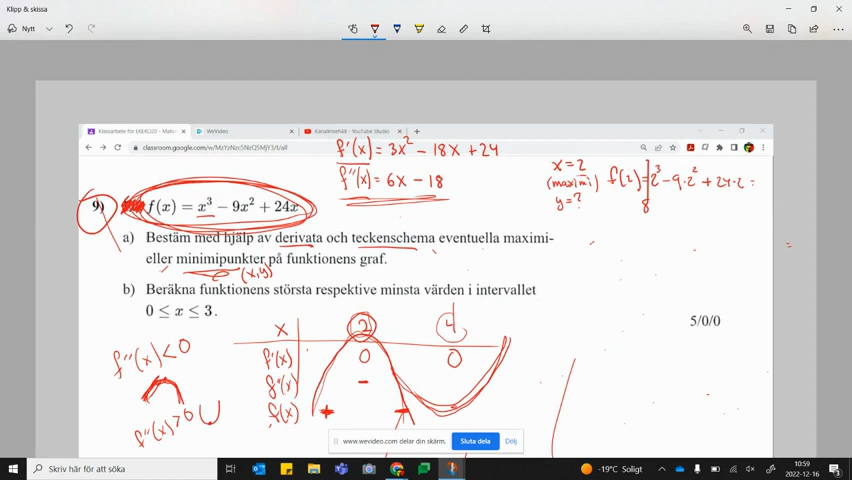 Klipp & skissa
Nytt
Klassarbete för EKEKO20 - Mate
WeVideo
Kanalinnehåll - YouTube Studio
classroom.google.com/w/MzYzNzc5QzQ5MjY3/t/all
f'(x) = 3x² - 18x + 24
f''(x) = 6x - 18
x = 2
(maximi) f(2) = 2³ - 9·2² + 24·2 =
y = ?
8
9) f(x) = x³ − 9x² + 24x
a) Bestäm med hjälp av derivata och teckenschema eventuella maximi-
eller minimipunkter på funktionens graf.
(x,y)
b) Beräkna funktionens största respektive minsta värden i intervallet
0 ≤ x ≤ 3.
5/0/0
x 2 4
f'(x) 0 0
f''(x) -
f(x) + -
f''(x) < 0
f''(x) > 0
www.wevideo.com delar din skärm.
Sluta dela
Dölj
Skriv här för att söka
-19°C Soligt
10:59
2022-12-16